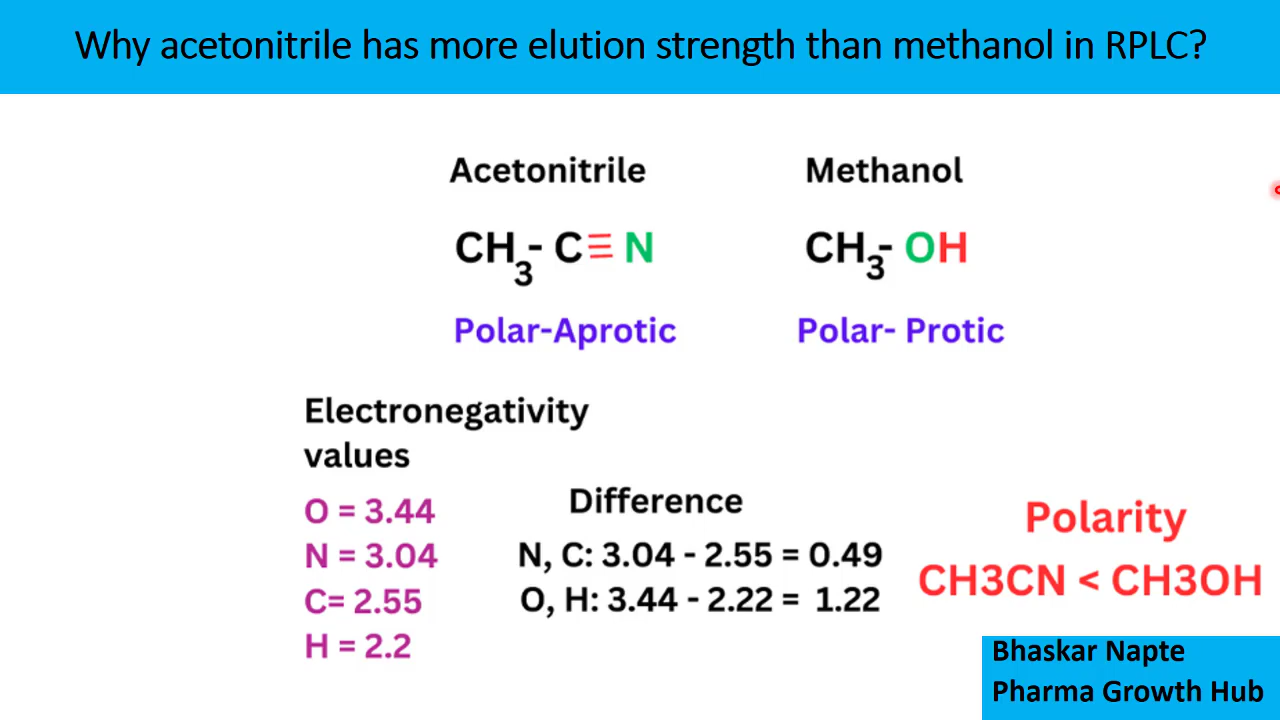 Why acetonitrile has more elution strength than methanol in RPLC?
Acetonitrile
Methanol
CH3- C≡N
CH3- OH
Polar-Aprotic
Polar- Protic
Electronegativity
values
O = 3.44
N = 3.04
C= 2.55
H = 2.2
Difference
N, C: 3.04 - 2.55 = 0.49
O, H: 3.44 - 2.22 = 1.22
Polarity
CH3CN < CH3OH
Bhaskar Napte
Pharma Growth Hub